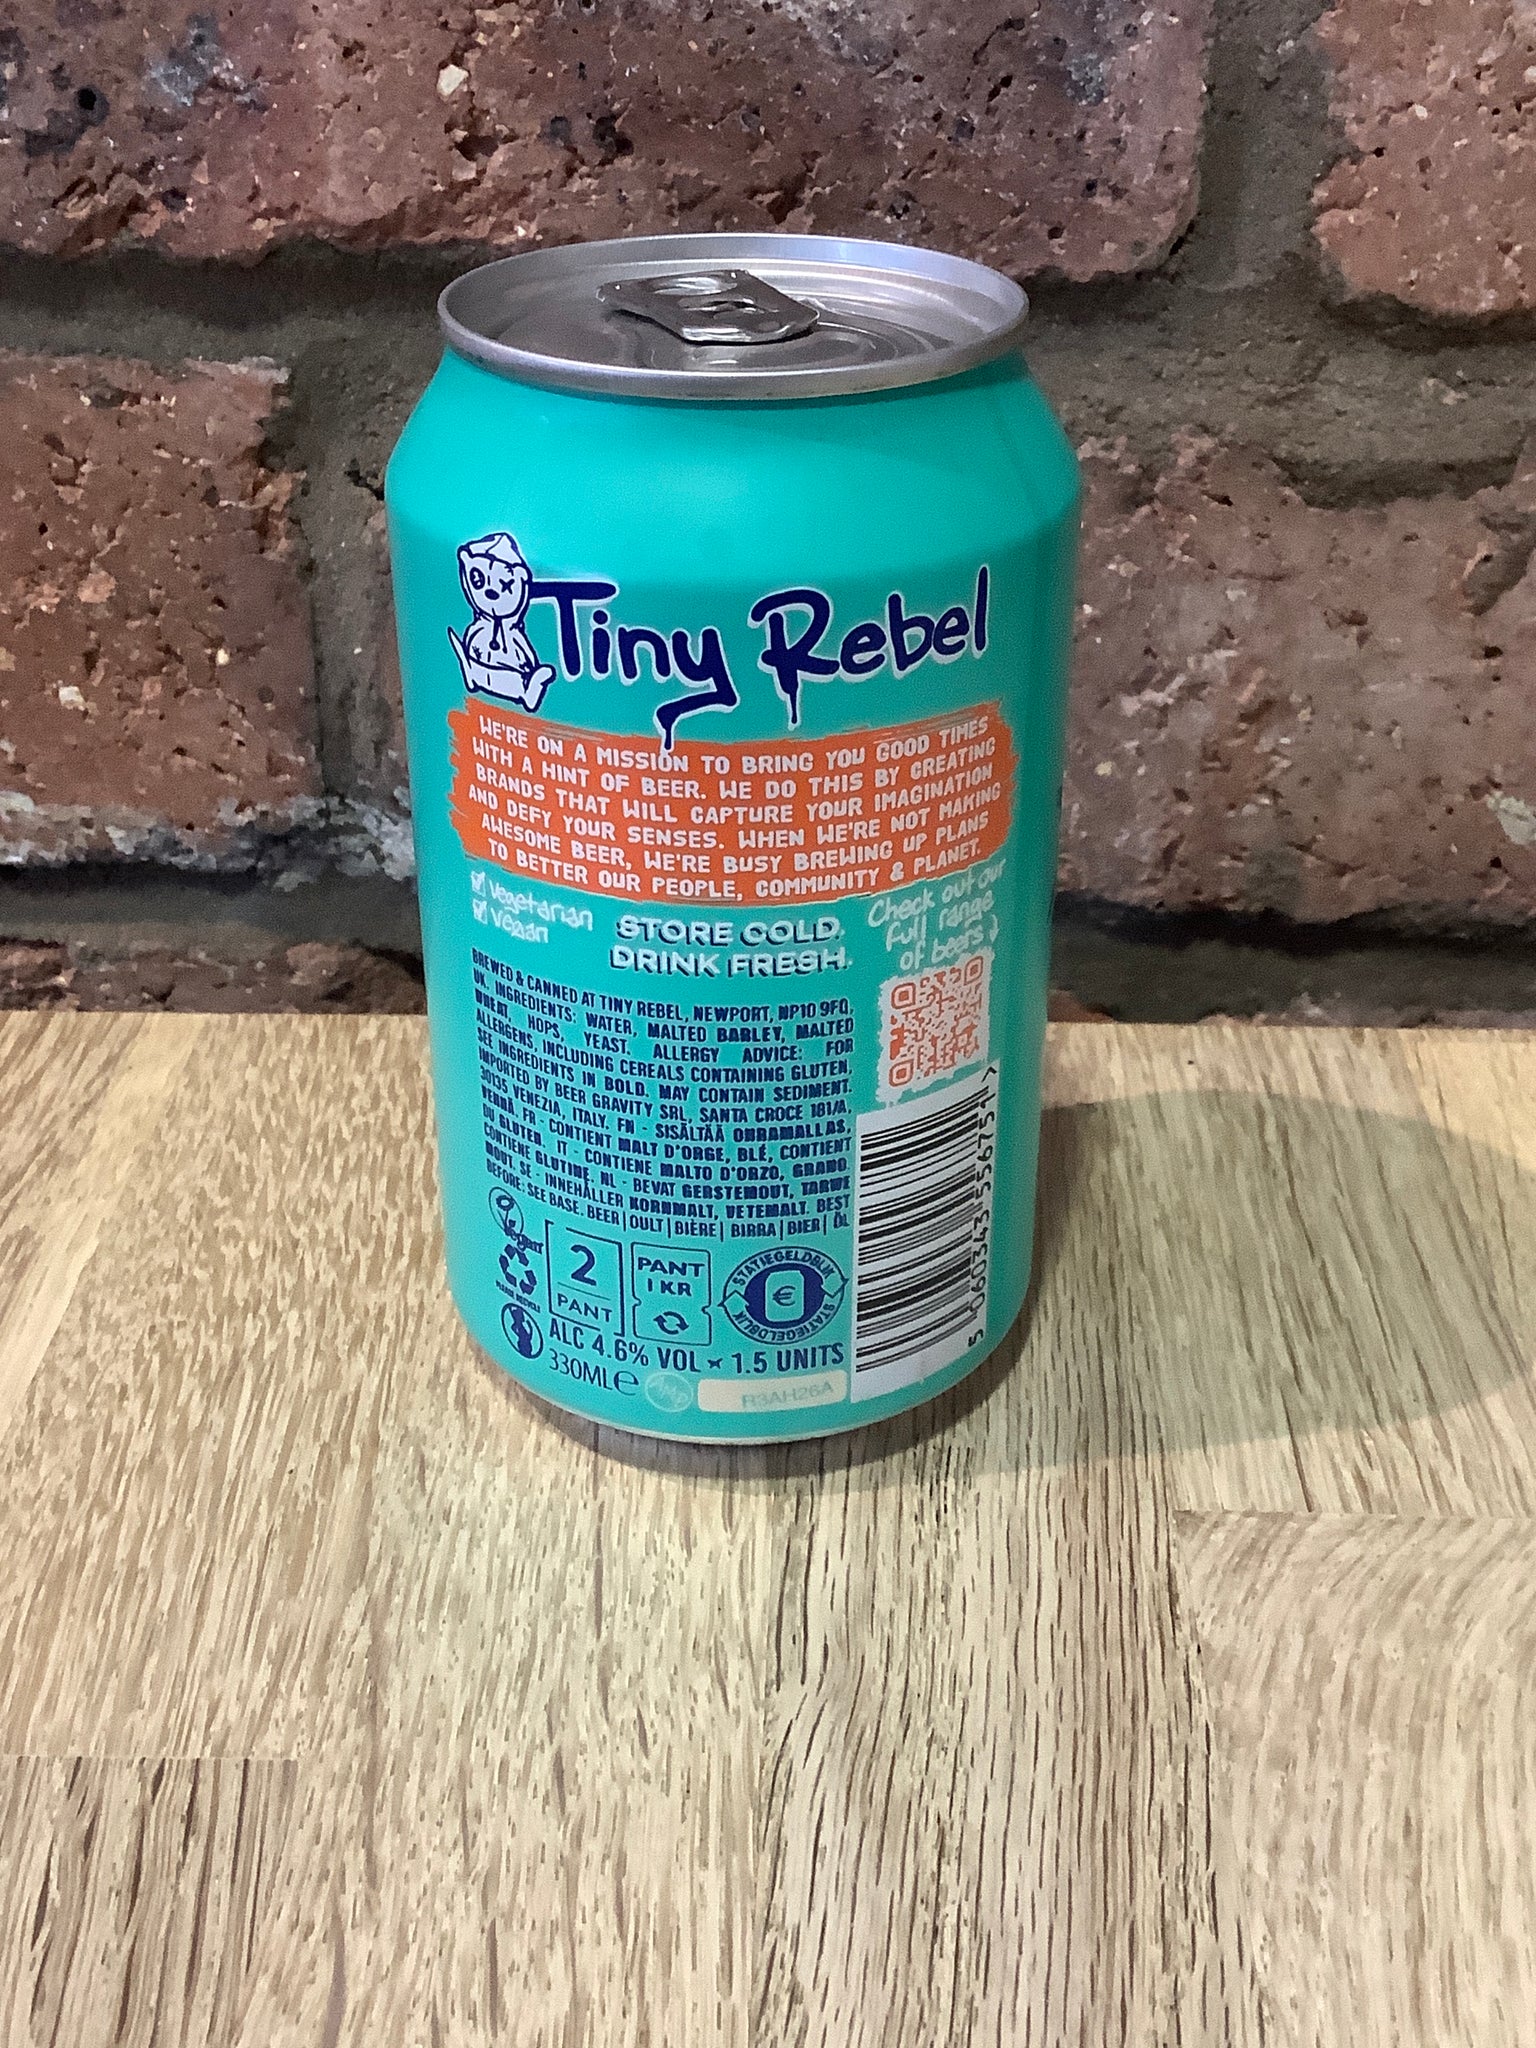 Tiny Rebel
WE'RE ON A MISSION TO BRING YOU GOOD TIMES
WITH A HINT OF BEER. WE DO THIS BY CREATING
BRANDS THAT WILL CAPTURE YOUR IMAGINATION
AND DEFY YOUR SENSES. WHEN WE'RE NOT MAKING
AWESOME BEER, WE'RE BUSY BREWING UP PLANS
TO BETTER OUR PEOPLE, COMMUNITY & PLANET.
Vegetarian
Vegan
STORE COLD.
DRINK FRESH.
Check out our
full range
of beers
BREWED & CANNED AT TINY REBEL, NEWPORT, NP10 9FQ,
UK. INGREDIENTS: WATER, MALTED BARLEY, MALTED
WHEAT, HOPS, YEAST. ALLERGY ADVICE: FOR
ALLERGENS, INCLUDING CEREALS CONTAINING GLUTEN,
SEE INGREDIENTS IN BOLD. MAY CONTAIN SEDIMENT.
IMPORTED BY BEER GRAVITY SRL, SANTA CROCE 181/A,
30135 VENEZIA, ITALY. FN - SISÄLTÄÄ OHRAMALLAS,
VEHNÄ. FR - CONTIENT MALT D'ORGE, BLÉ, CONTIENT
DU GLUTEN. IT - CONTIENE MALTO D'ORZO, GRANO.
CONTIENE GLUTINE. NL - BEVAT GERSTEMOUT, TARWE
MOUT. SE - INNEHÅLLER KORNMALT, VETEMALT. BEST
BEFORE: SEE BASE. BEER | OULT | BIÈRE | BIRRA | BIER | ÖL
Vegan
PLEASE RECYCLE
2
PANT
PANT
1 KR
STATIEGELDBLIK
€
STATIEGELDBLIK
ALC 4.6% VOL × 1.5 UNITS
330ML℮
R3AH26A
5 060343 556751 >